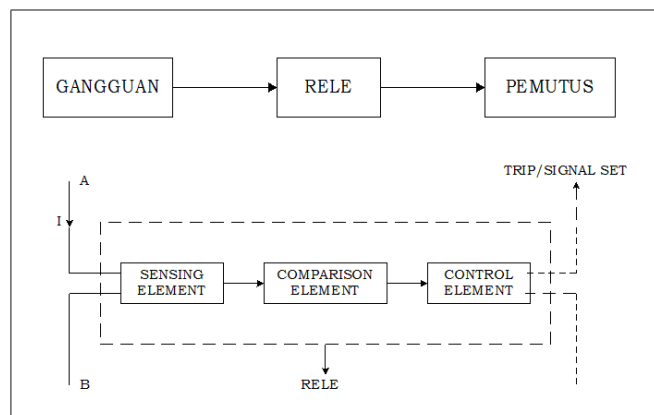 GANGGUAN
RELE
PEMUTUS
A
TRIP/SIGNAL SET
I
SENSING
ELEMENT
COMPARISON
ELEMENT
CONTROL
ELEMENT
B
RELE